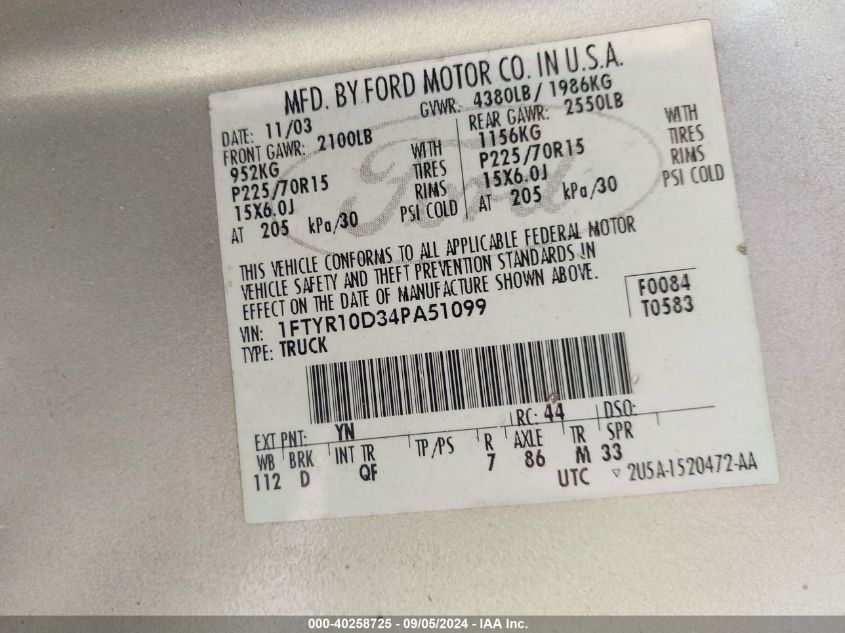 MFD. BY FORD MOTOR CO. IN U.S.A.
DATE: 11/03 GVWR: 4380LB/ 1986KG
FRONT GAWR: 2100LB REAR GAWR: 2550LB
952KG WITH 1156KG WITH
P225/70R15 TIRES P225/70R15 TIRES
15X6.0J RIMS 15X6.0J RIMS
AT 205 kPa/30 PSI COLD AT 205 kPa/30 PSI COLD
Ford
THIS VEHICLE CONFORMS TO ALL APPLICABLE FEDERAL MOTOR
VEHICLE SAFETY AND THEFT PREVENTION STANDARDS IN
EFFECT ON THE DATE OF MANUFACTURE SHOWN ABOVE.
F0084
T0583
VIN: 1FTYR10D34PA51099
TYPE: TRUCK
EXT PNT: YN RC: 44 DSO:
WB BRK INT TR TP/PS R AXLE TR SPR
112 D QF 7 86 M 33
UTC ▽ 2U5A-1520472-AA
000-40258725 - 09/05/2024 - IAA Inc.